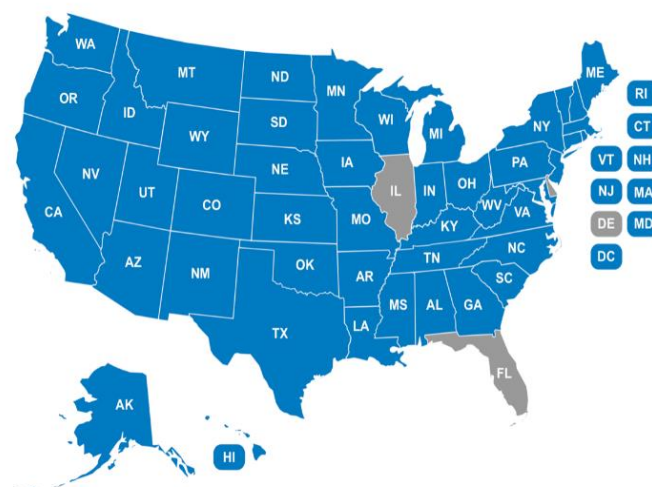 WA
ME
MT
ND
MN
RI
OR
ID
SD
WI
MI
NY
CT
WY
IA
PA
VT
NH
NE
NV
UT
IL
IN
OH
NJ
MA
CA
CO
KS
MO
WV
VA
KY
DE
MD
NC
TN
AZ
NM
OK
AR
SC
DC
MS
AL
GA
TX
LA
FL
AK
HI